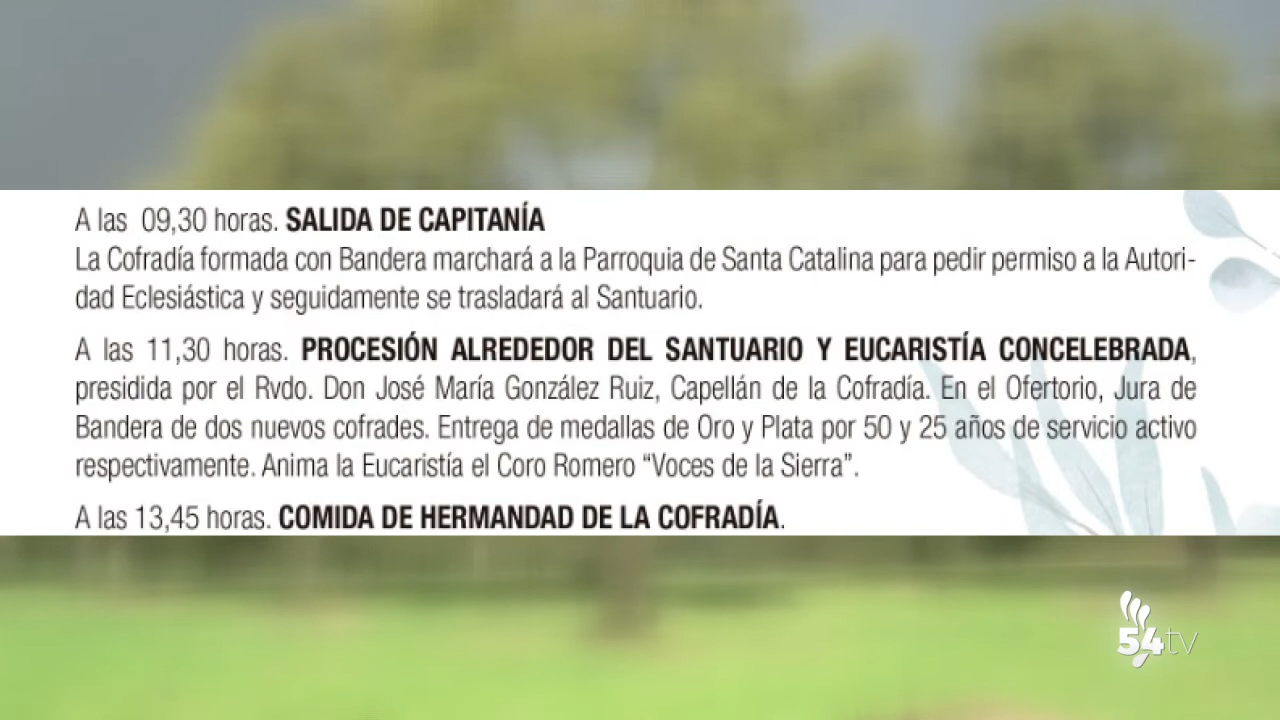 A las 09,30 horas. SALIDA DE CAPITANÍA
La Cofradía formada con Bandera marchará a la Parroquia de Santa Catalina para pedir permiso a la Autori-
dad Eclesiástica y seguidamente se trasladará al Santuario.
A las 11,30 horas. PROCESIÓN ALREDEDOR DEL SANTUARIO Y EUCARISTÍA CONCELEBRADA,
presidida por el Rvdo. Don José María González Ruiz, Capellán de la Cofradía. En el Ofertorio, Jura de
Bandera de dos nuevos cofrades. Entrega de medallas de Oro y Plata por 50 y 25 años de servicio activo
respectivamente. Anima la Eucaristía el Coro Romero “Voces de la Sierra”.
A las 13,45 horas. COMIDA DE HERMANDAD DE LA COFRADÍA.
54tv